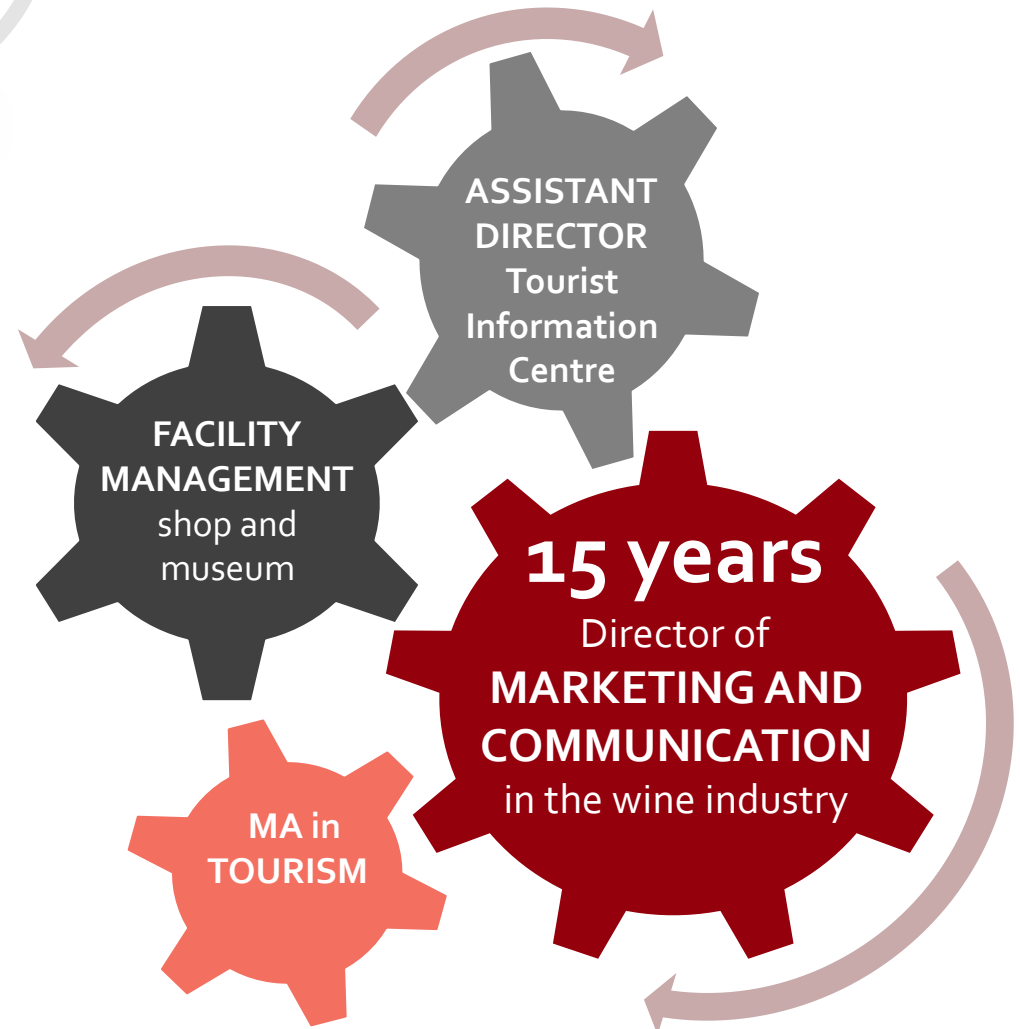 ASSISTANT
DIRECTOR
Tourist
Information
Centre
FACILITY
MANAGEMENT
shop and
museum
15 years
Director of
MARKETING AND
COMMUNICATION
in the wine industry
MA in
TOURISM